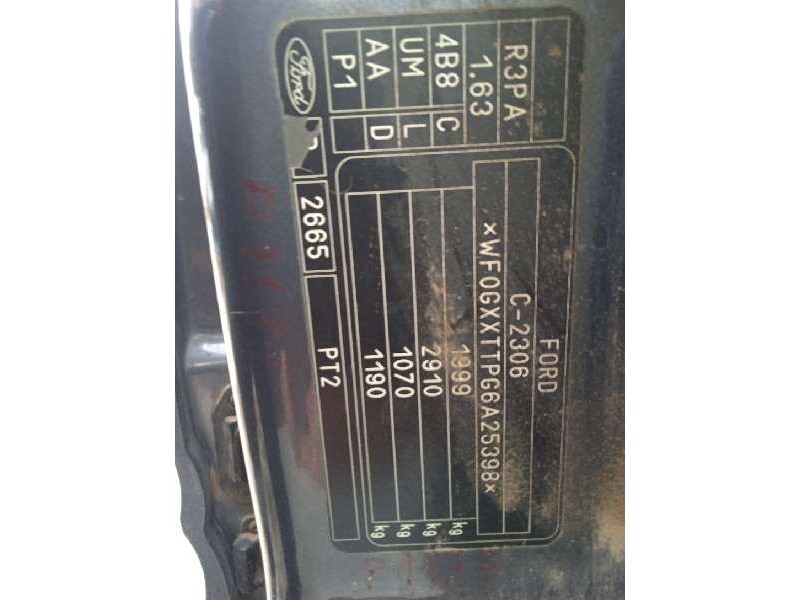 FORD
C-2306
×WF0GXXTTPG6A25398×
1999 kg
2910 kg
1070 kg
1190 kg
R3PA
1.63
4B8 C
UM L
AA D
P1
Ford
2665
PT2